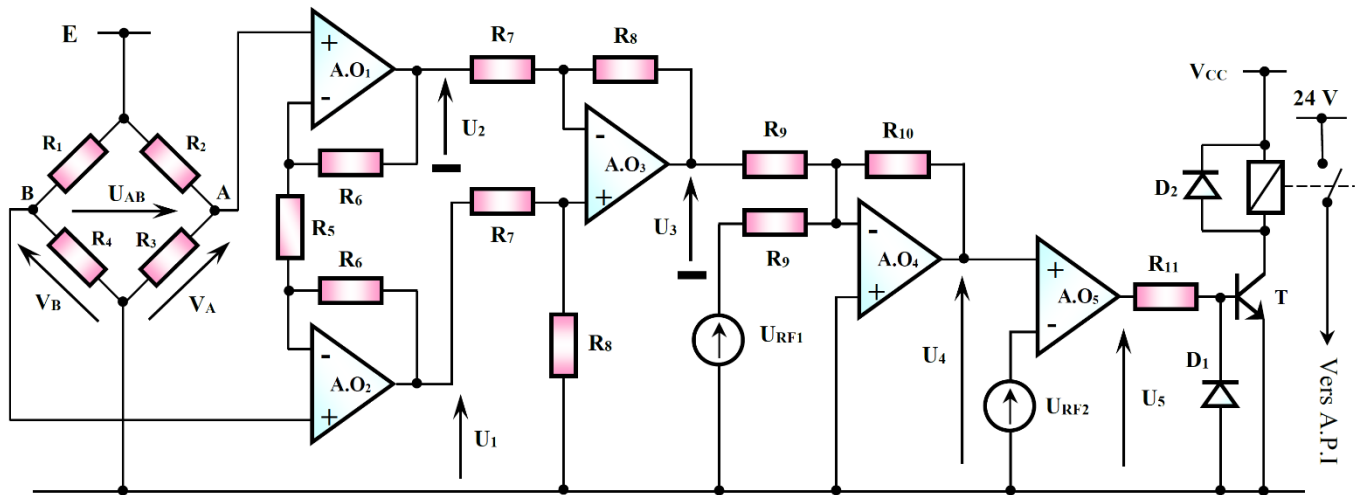 E
R1
R2
B
UAB
A
R4
R3
VB
VA
+
A.O1
-
R6
R5
R6
-
A.O2
+
U2
U1
R7
R8
-
A.O3
+
R7
R8
U3
R9
R10
R9
-
A.O4
+
URF1
U4
+
A.O5
-
URF2
U5
R11
D1
T
D2
VCC
24 V
Vers A.P.I